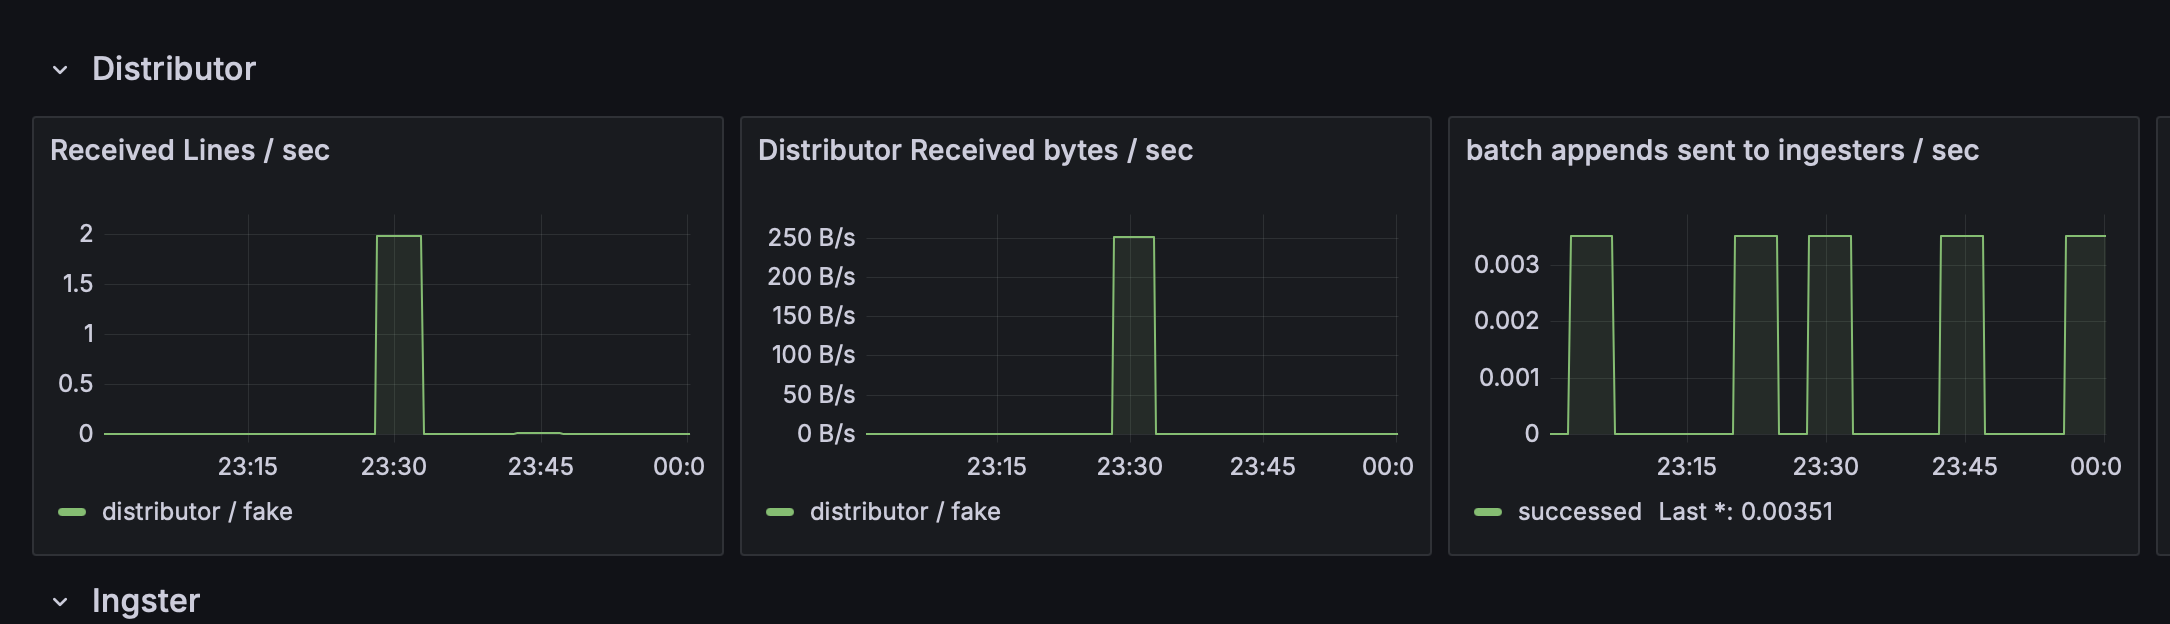 Distributor
Received Lines / sec
2
1.5
1
0.5
0
23:15 23:30 23:45 00:0
distributor / fake
Distributor Received bytes / sec
250 B/s
200 B/s
150 B/s
100 B/s
50 B/s
0 B/s
23:15 23:30 23:45 00:0
distributor / fake
batch appends sent to ingesters / sec
0.003
0.002
0.001
0
23:15 23:30 23:45 00:0
successed Last *: 0.00351
Ingster